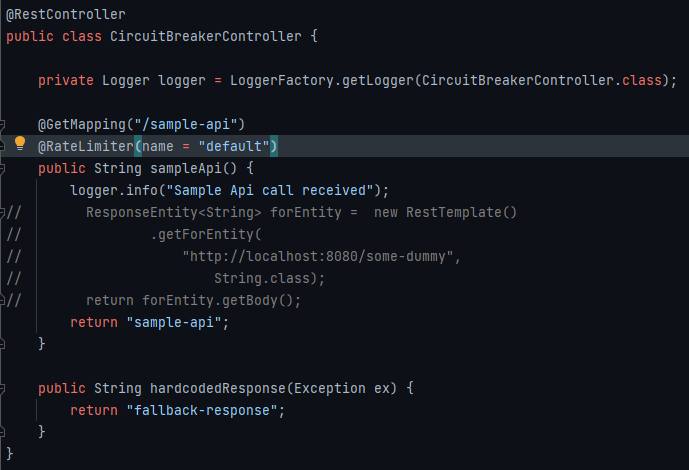 @RestController
public class CircuitBreakerController {
    private Logger logger = LoggerFactory.getLogger(CircuitBreakerController.class);
    @GetMapping("/sample-api")
    @RateLimiter(name = "default")
    public String sampleApi() {
        logger.info("Sample Api call received");
//        ResponseEntity<String> forEntity =  new RestTemplate()
//                .getForEntity(
//                    "http://localhost:8080/some-dummy",
//                        String.class);
//        return forEntity.getBody();
        return "sample-api";
    }
    public String hardcodedResponse(Exception ex) {
        return "fallback-response";
    }
}